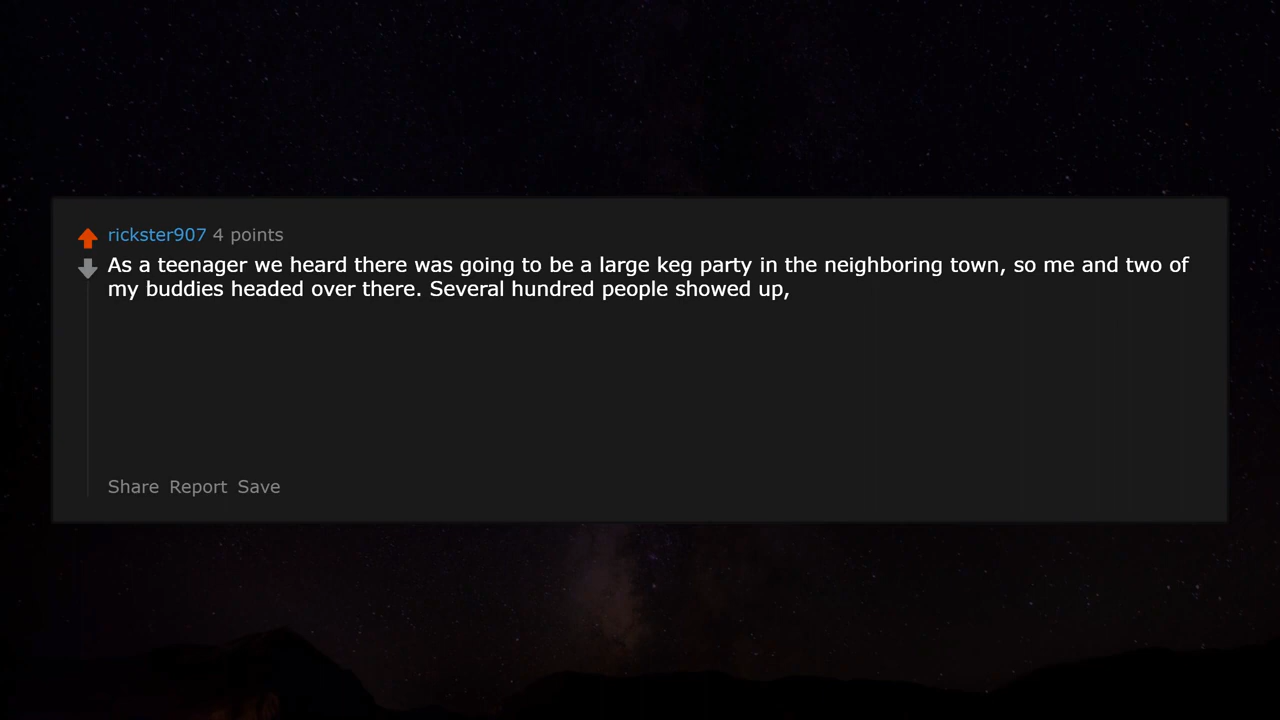 rickster907 4 points
As a teenager we heard there was going to be a large keg party in the neighboring town, so me and two of
my buddies headed over there. Several hundred people showed up,
Share Report Save